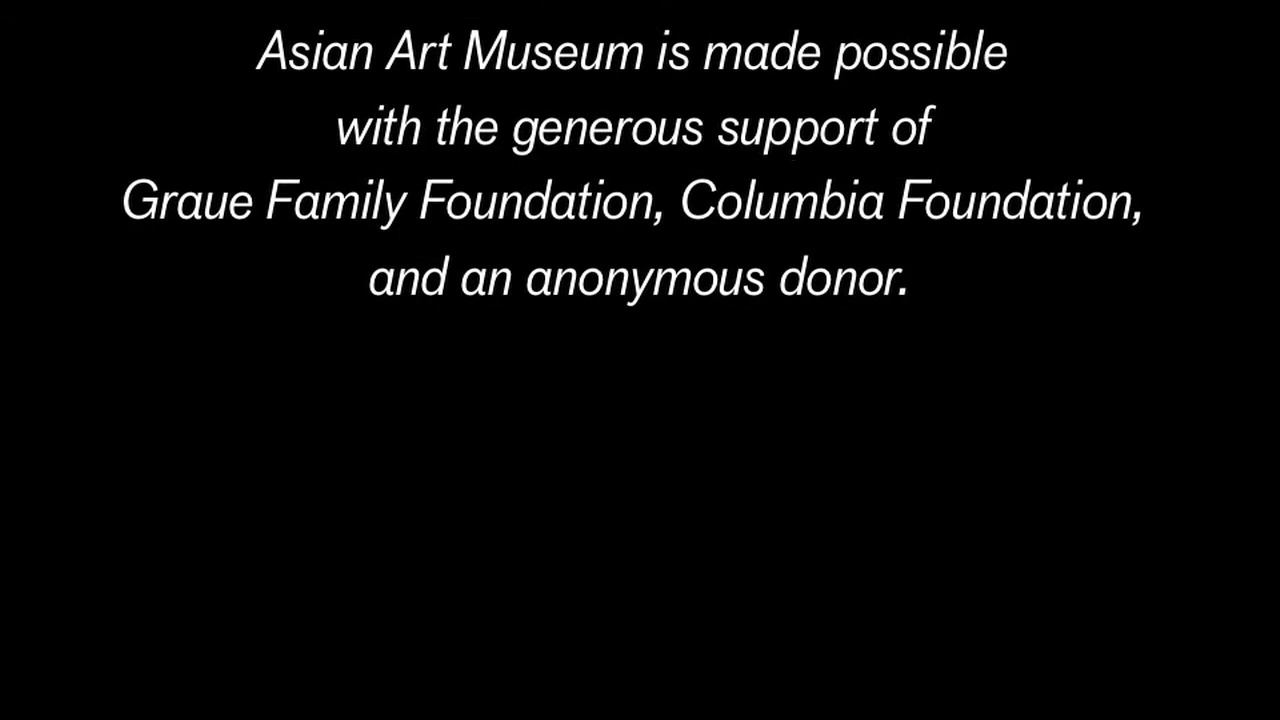 Asian Art Museum is made possible
with the generous support of
Graue Family Foundation, Columbia Foundation,
and an anonymous donor.